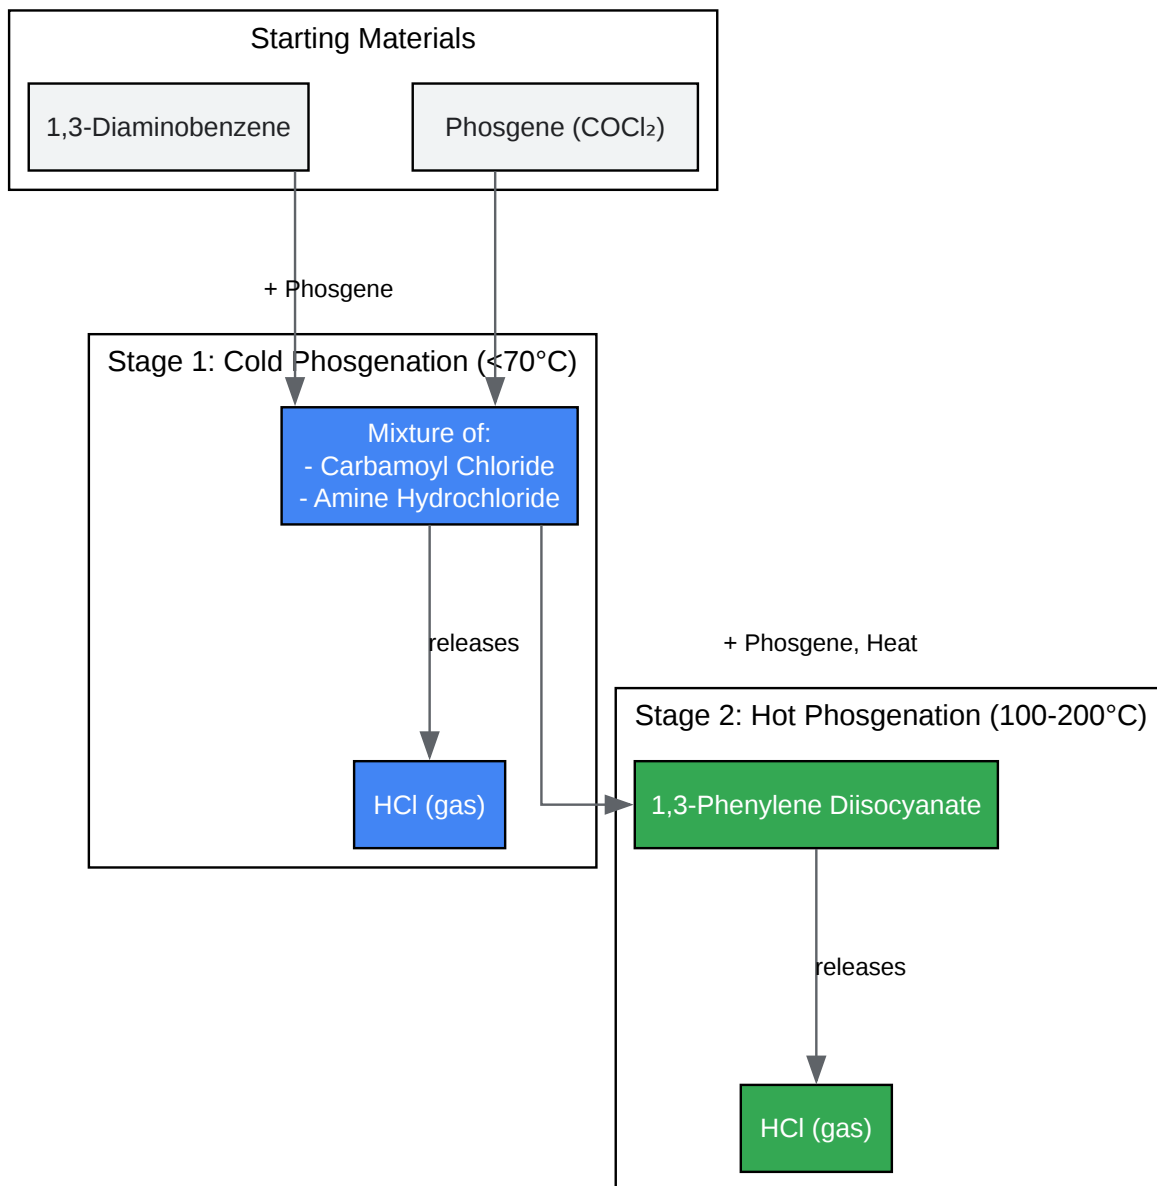 Starting Materials
1,3-Diaminobenzene
Phosgene (COCl₂)
+ Phosgene
Stage 1: Cold Phosgenation (<70°C)
Mixture of:
- Carbamoyl Chloride
- Amine Hydrochloride
releases
+ Phosgene, Heat
Stage 2: Hot Phosgenation (100-200°C)
HCl (gas)
1,3-Phenylene Diisocyanate
releases
HCl (gas)